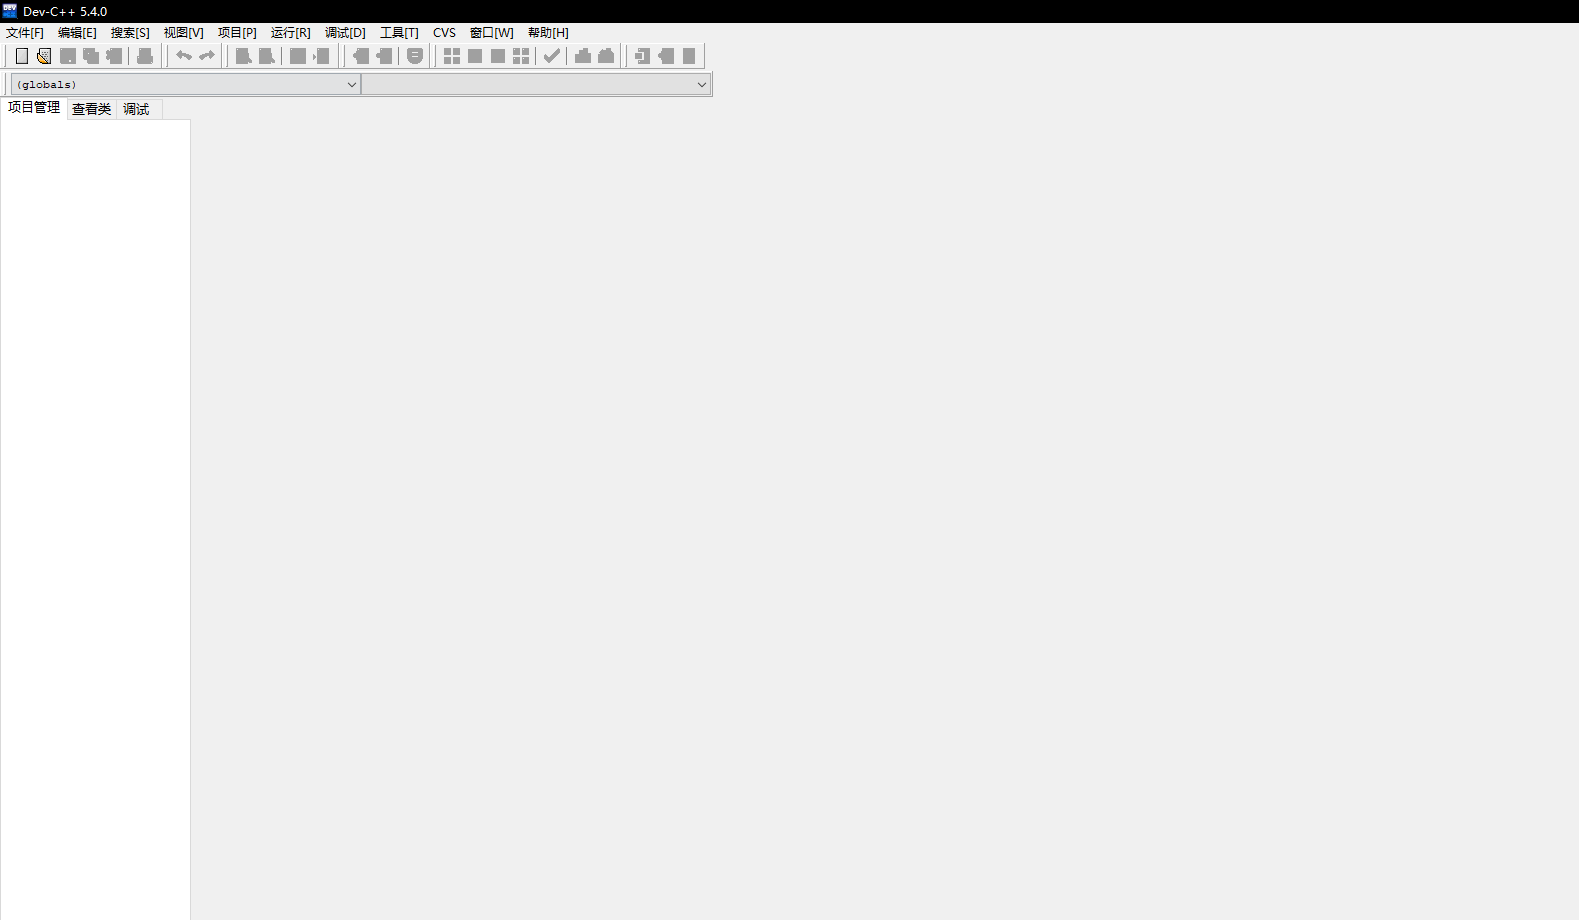 Dev-C++ 5.4.0
文件[F] 编辑[E] 搜索[S] 视图[V] 项目[P] 运行[R] 调试[D] 工具[T] CVS 窗口[W] 帮助[H]
(globals)
项目管理 查看类 调试